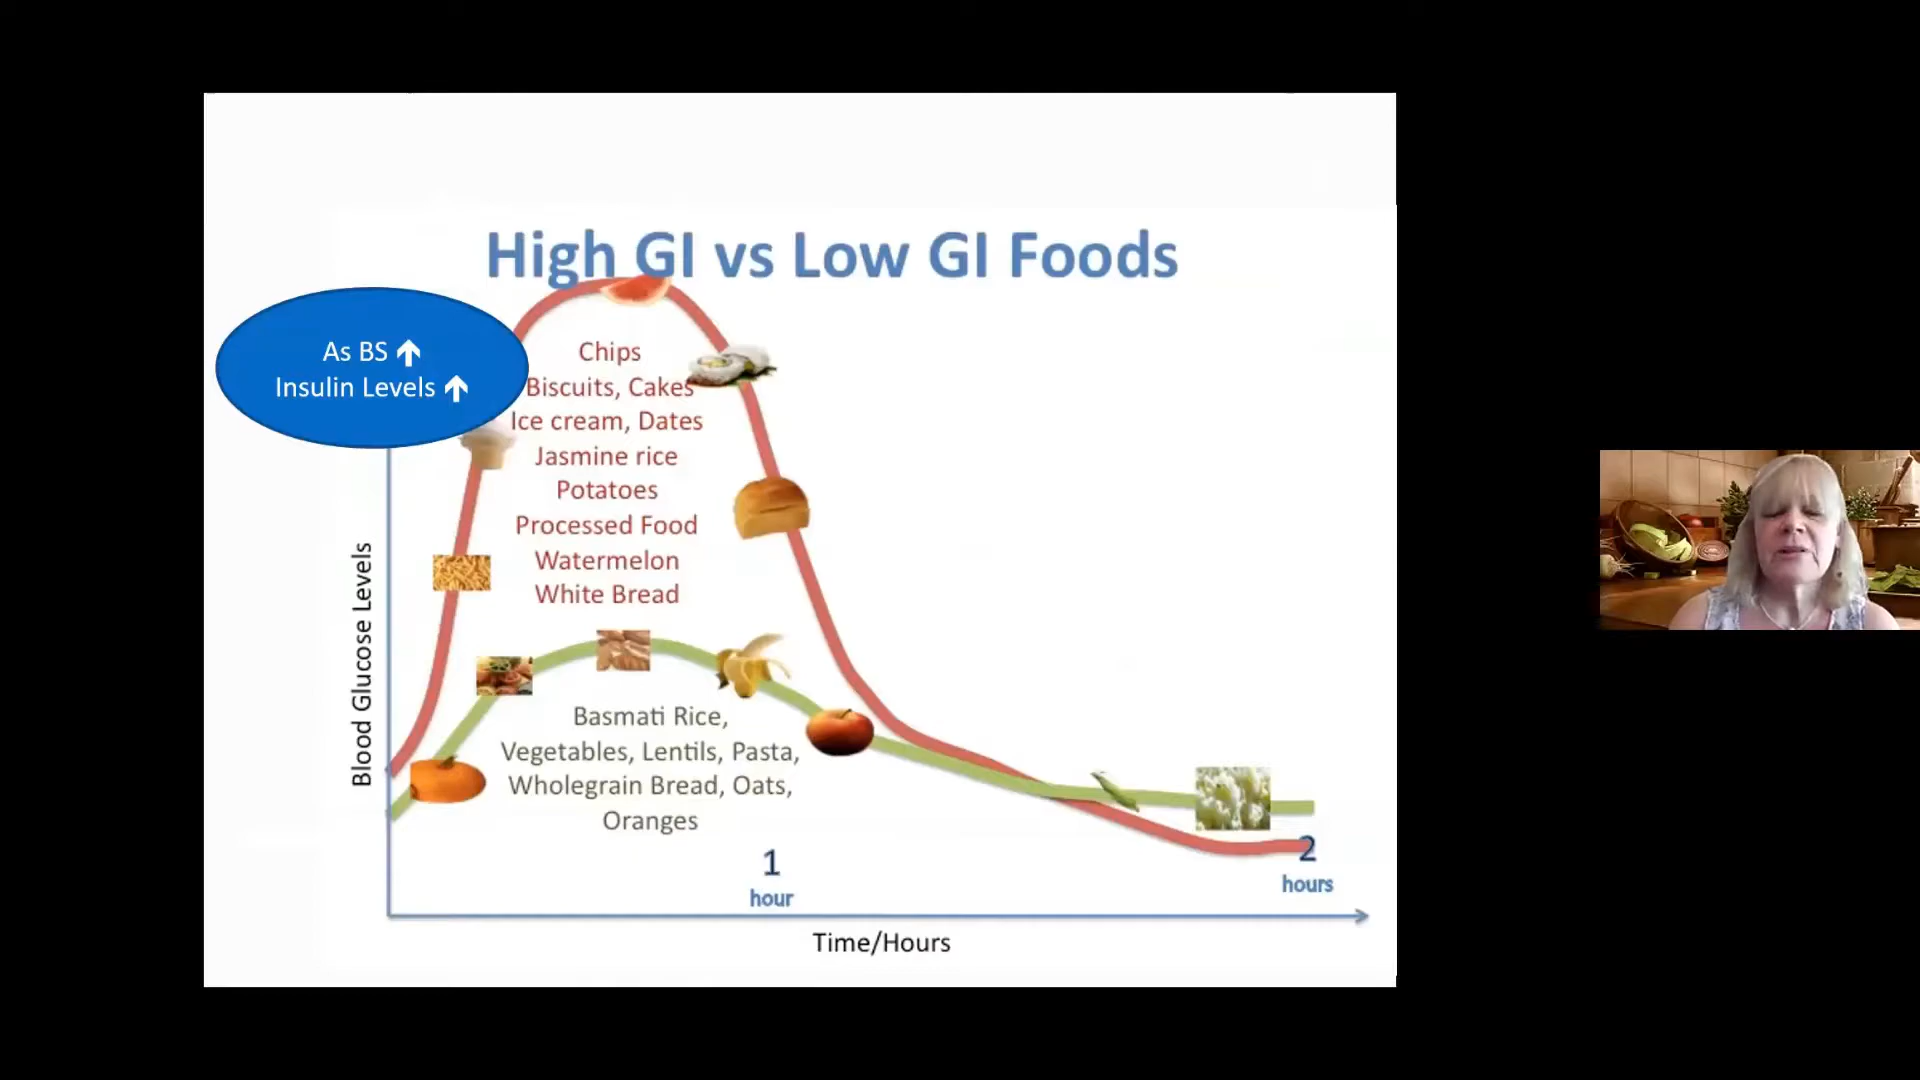 High GI vs Low GI Foods
As BS
Insulin Levels
Chips
Biscuits, Cakes
Ice cream, Dates
Jasmine rice
Potatoes
Processed Food
Watermelon
White Bread
Basmati Rice,
Vegetables, Lentils, Pasta,
Wholegrain Bread, Oats,
Oranges
Blood Glucose Levels
1
hour
2
hours
Time/Hours